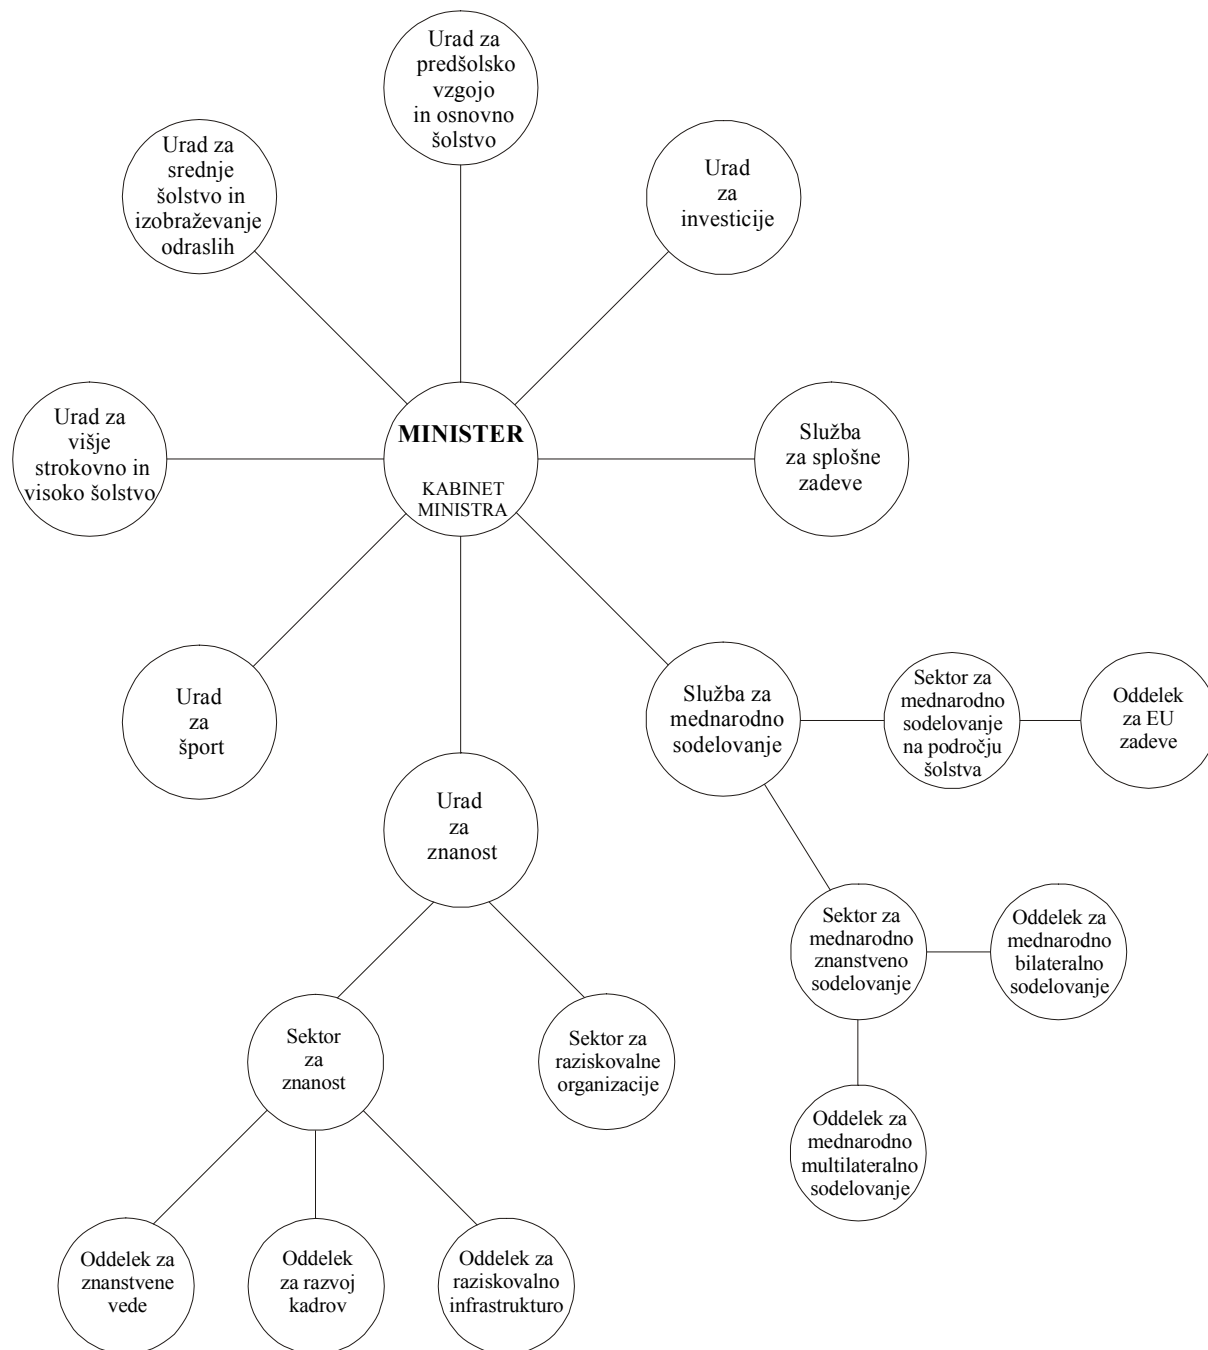 Urad za
predšolsko
vzgojo
in osnovno
šolstvo
Urad za
srednje
šolstvo in
izobraževanje
odraslih
Urad
za
investicije
Urad za
višje
strokovno in
visoko šolstvo
MINISTER
KABINET
MINISTRA
Služba
za splošne
zadeve
Urad
za
šport
Urad
za
znanost
Služba za
mednarodno
sodelovanje
Sektor za
mednarodno
sodelovanje
na področju
šolstva
Oddelek
za EU
zadeve
Sektor za
mednarodno
znanstveno
sodelovanje
Oddelek za
mednarodno
bilateralno
sodelovanje
Sektor
za
znanost
Sektor za
raziskovalne
organizacije
Oddelek za
mednarodno
multilateralno
sodelovanje
Oddelek za
znanstvene
vede
Oddelek
za razvoj
kadrov
Oddelek za
raziskovalno
infrastrukturo